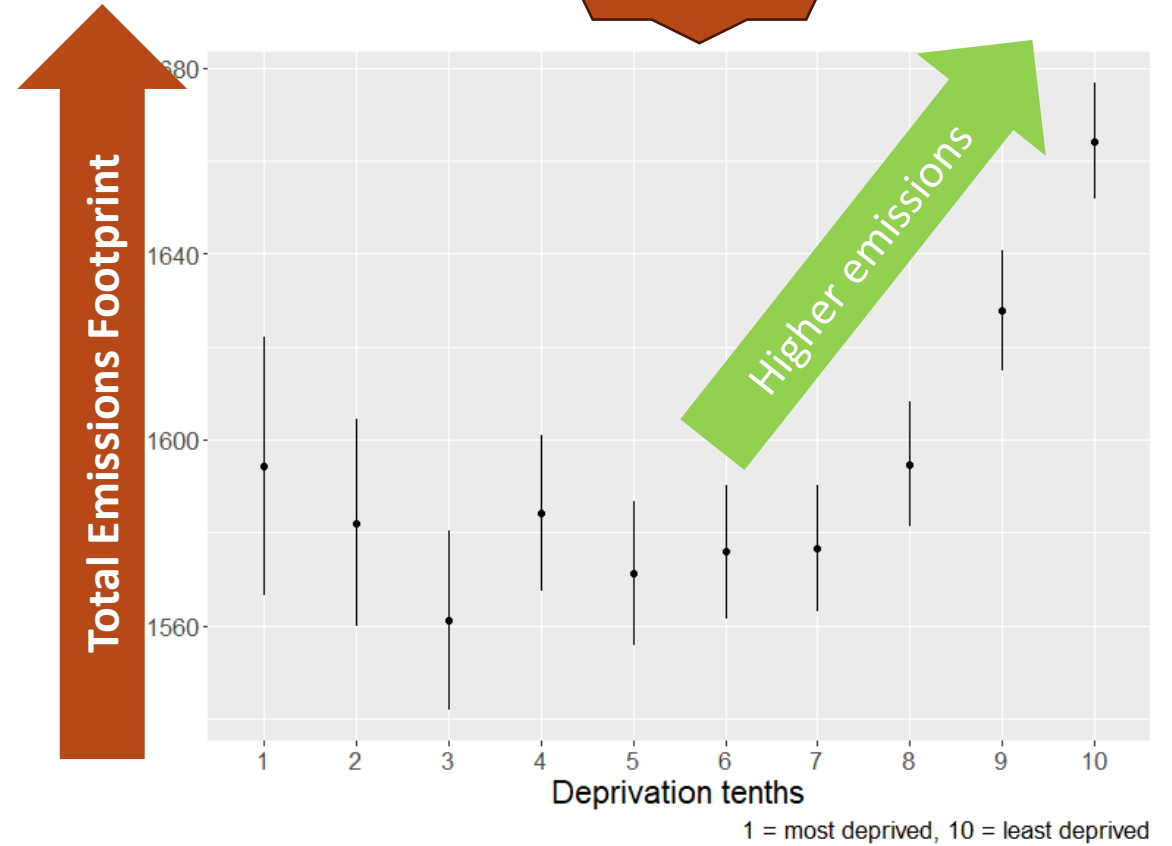 Total Emissions Footprint
Higher emissions
80
1640
1600
1560
1 2 3 4 5 6 7 8 9 10
Deprivation tenths
1 = most deprived, 10 = least deprived